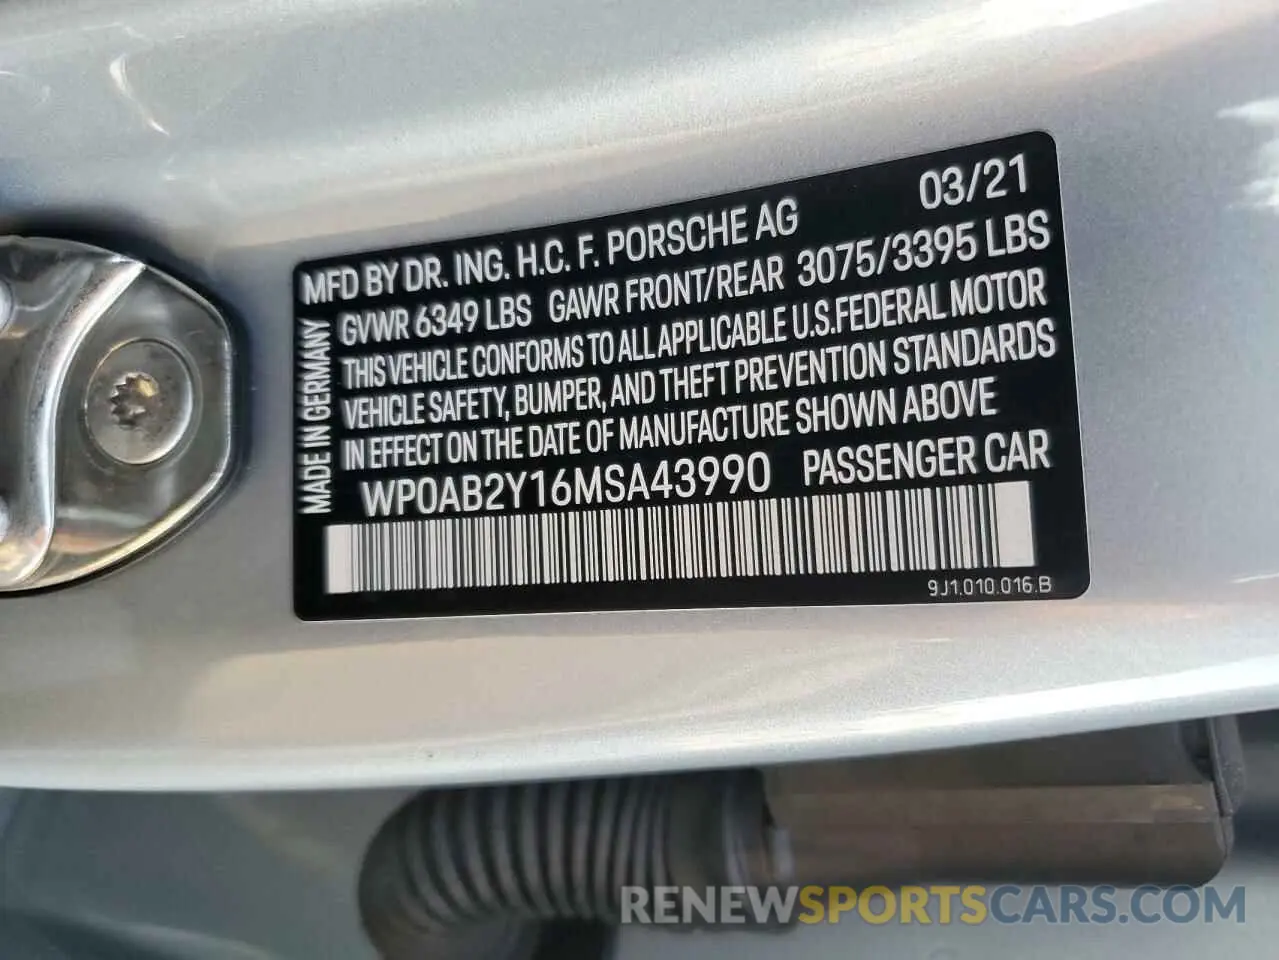 MFD BY DR. ING. H.C. F. PORSCHE AG 03/21
GVWR 6349 LBS GAWR FRONT/REAR 3075/3395 LBS
THIS VEHICLE CONFORMS TO ALL APPLICABLE U.S.FEDERAL MOTOR
VEHICLE SAFETY, BUMPER, AND THEFT PREVENTION STANDARDS
IN EFFECT ON THE DATE OF MANUFACTURE SHOWN ABOVE
WP0AB2Y16MSA43990 PASSENGER CAR
MADE IN GERMANY
9J1.010.016.B
RENEWSPORTSCARS.COM